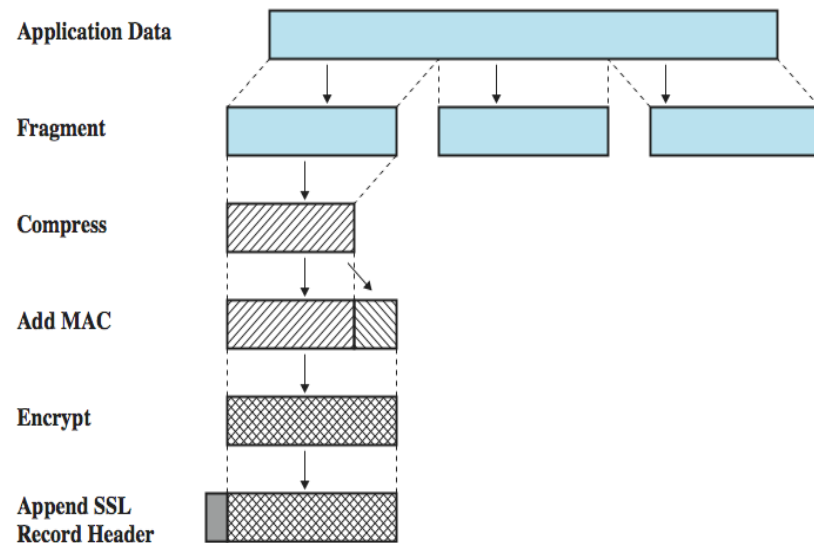 Application Data
Fragment
Compress
Add MAC
Encrypt
Append SSL
Record Header